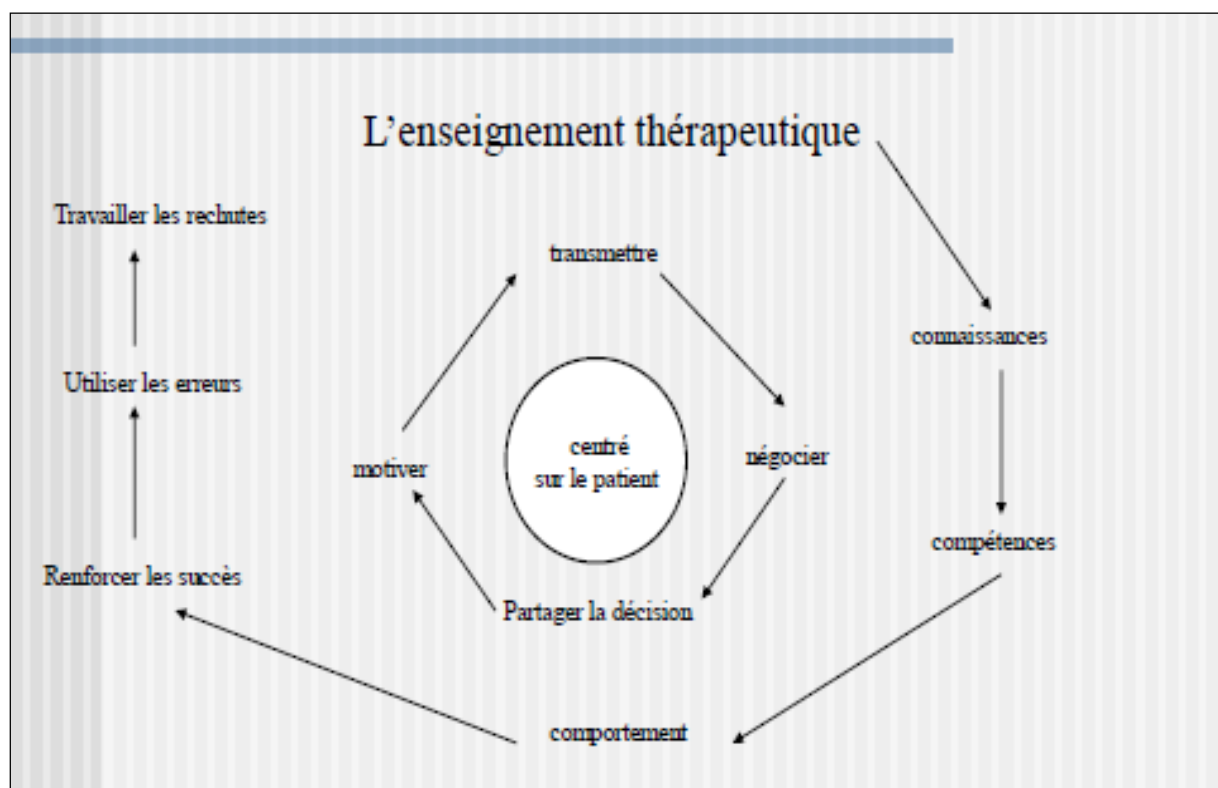 L'enseignement thérapeutique
Travailler les rechutes
transmettre
connaissances
Utiliser les erreurs
centré
sur le patient
motiver
négocier
compétences
Renforcer les succès
Partager la décision
comportement